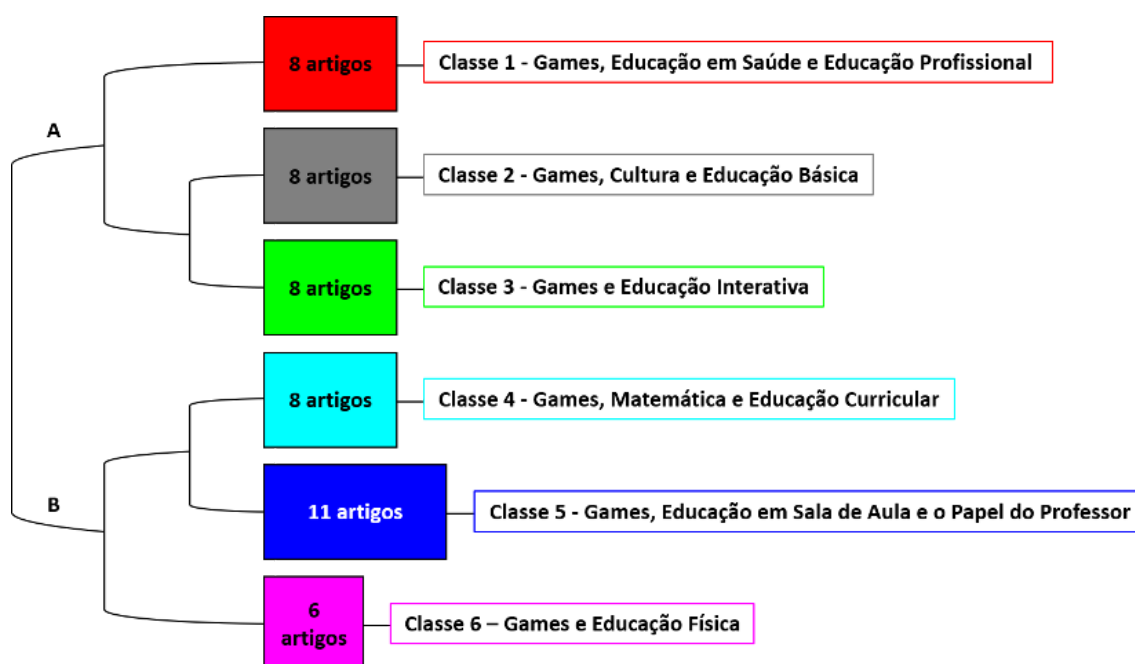 8 artigos
Classe 1 - Games, Educação em Saúde e Educação Profissional
A
8 artigos
Classe 2 - Games, Cultura e Educação Básica
8 artigos
Classe 3 - Games e Educação Interativa
8 artigos
Classe 4 - Games, Matemática e Educação Curricular
B
11 artigos
Classe 5 - Games, Educação em Sala de Aula e o Papel do Professor
6
artigos
Classe 6 – Games e Educação Física